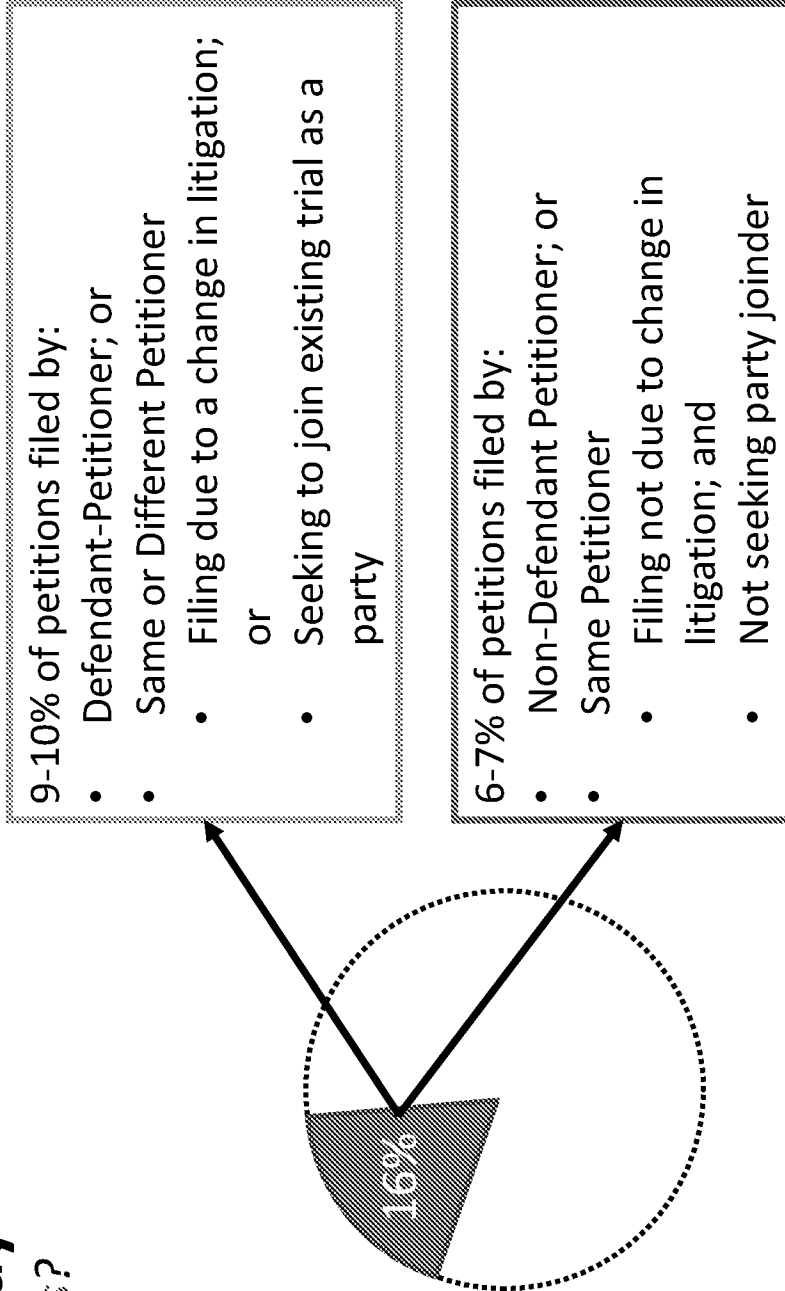 ?
16%
9-10% of petitions filed by:
• Defendant-Petitioner; or
• Same or Different Petitioner
• Filing due to a change in litigation;
or
• Seeking to join existing trial as a
party
6-7% of petitions filed by:
• Non-Defendant Petitioner; or
• Same Petitioner
• Filing not due to change in
litigation; and
• Not seeking party joinder